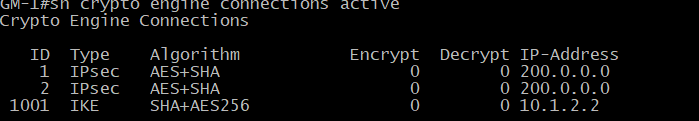 GM-1#sh crypto engine connections active
Crypto Engine Connections
ID Type Algorithm Encrypt Decrypt IP-Address
1 IPsec AES+SHA 0 0 200.0.0.0
2 IPsec AES+SHA 0 0 200.0.0.0
1001 IKE SHA+AES256 0 0 10.1.2.2